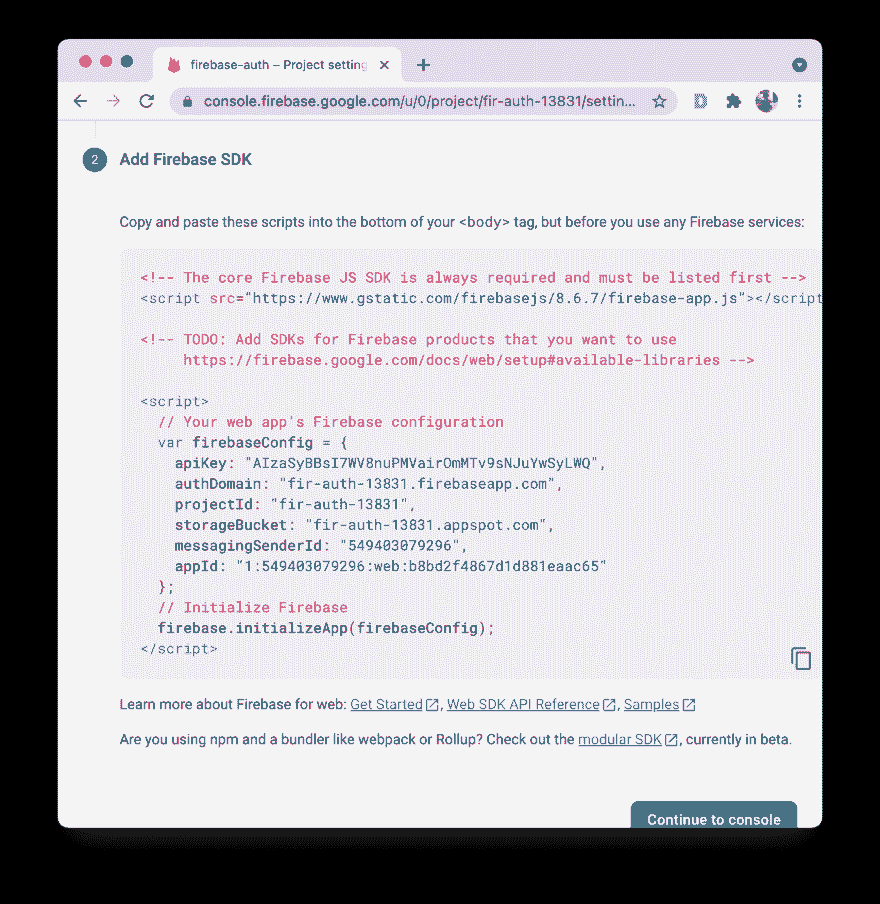 firebase-auth – Project setting
console.firebase.google.com/u/0/project/fir-auth-13831/settin...
2 Add Firebase SDK
Copy and paste these scripts into the bottom of your <body> tag, but before you use any Firebase services:
<!-- The core Firebase JS SDK is always required and must be listed first -->
<script src="https://www.gstatic.com/firebasejs/8.6.7/firebase-app.js"></script
<!-- TODO: Add SDKs for Firebase products that you want to use
https://firebase.google.com/docs/web/setup#available-libraries -->
<script>
// Your web app's Firebase configuration
var firebaseConfig = {
apiKey: "AIzaSyBBsI7WV8nuPMVairOmMTv9sNJuYwSyLWQ",
authDomain: "fir-auth-13831.firebaseapp.com",
projectId: "fir-auth-13831",
storageBucket: "fir-auth-13831.appspot.com",
messagingSenderId: "549403079296",
appId: "1:549403079296:web:b8bd2f4867d1d881eaac65"
};
// Initialize Firebase
firebase.initializeApp(firebaseConfig);
</script>
Learn more about Firebase for web: Get Started, Web SDK API Reference, Samples
Are you using npm and a bundler like webpack or Rollup? Check out the modular SDK, currently in beta.
Continue to console